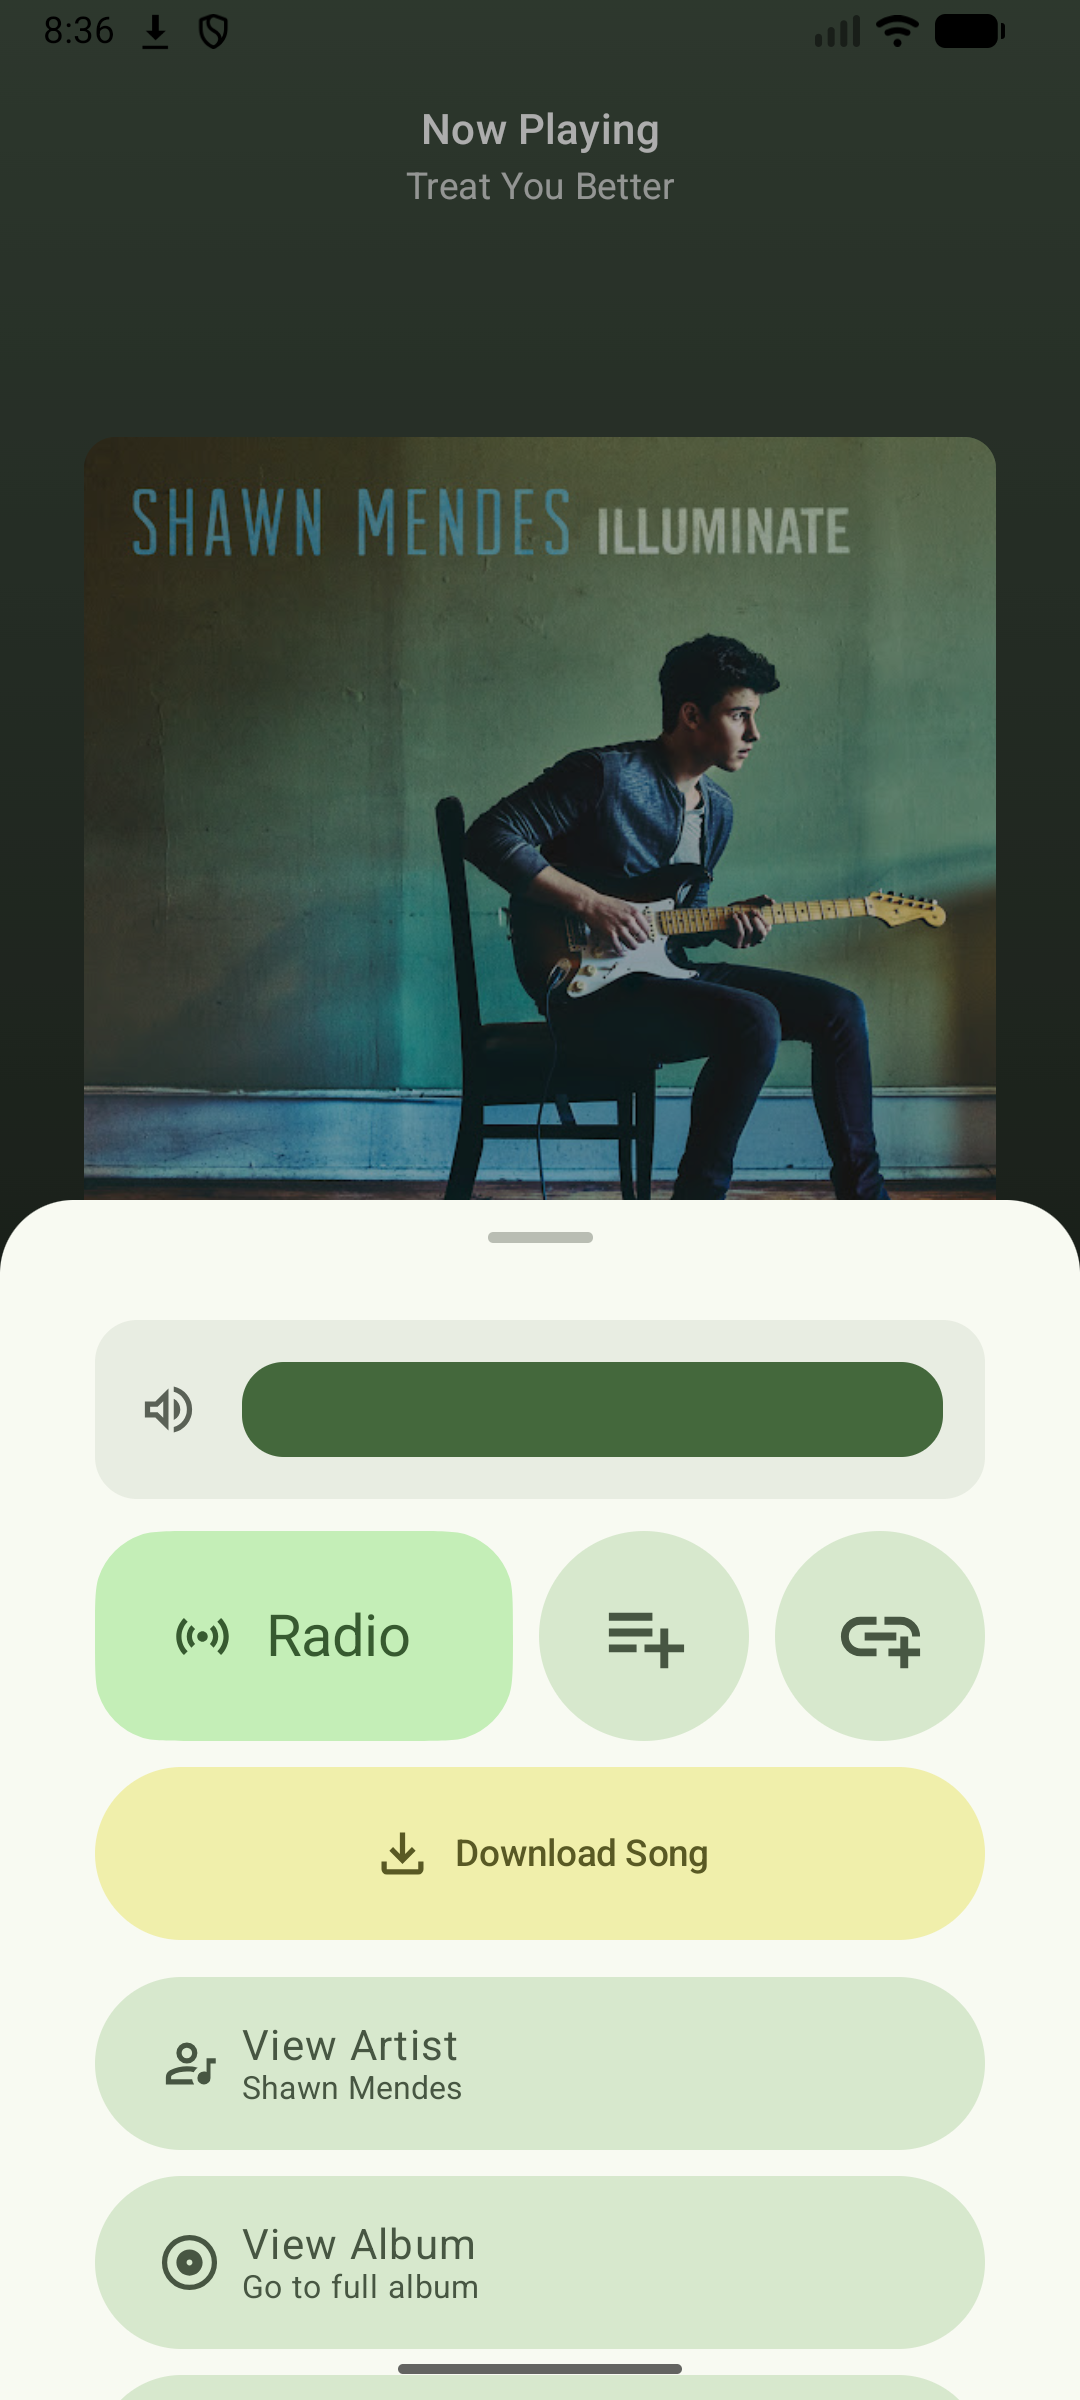 8:36
Now Playing
Treat You Better
SHAWN MENDES ILLUMINATE
Radio
Download Song
View Artist
Shawn Mendes
View Album
Go to full album